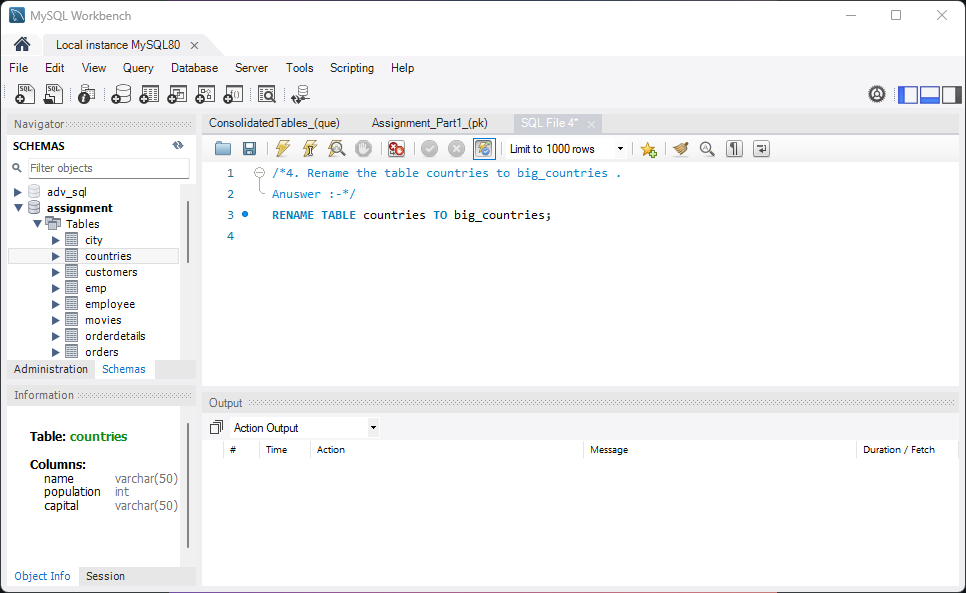 MySQL Workbench
Local instance MySQL80
File Edit View Query Database Server Tools Scripting Help
Navigator
SCHEMAS
Filter objects
adv_sql
assignment
Tables
city
countries
customers
emp
employee
movies
orderdetails
orders
Administration Schemas
Information
Table: countries
Columns:
name varchar(50)
population int
capital varchar(50)
Object Info Session
ConsolidatedTables_(que) Assignment_Part1_(pk) SQL File 4*
Limit to 1000 rows
1 /*4. Rename the table countries to big_countries .
2 Anuswer :-*/
3 RENAME TABLE countries TO big_countries;
4
Output
Action Output
# Time Action Message Duration / Fetch